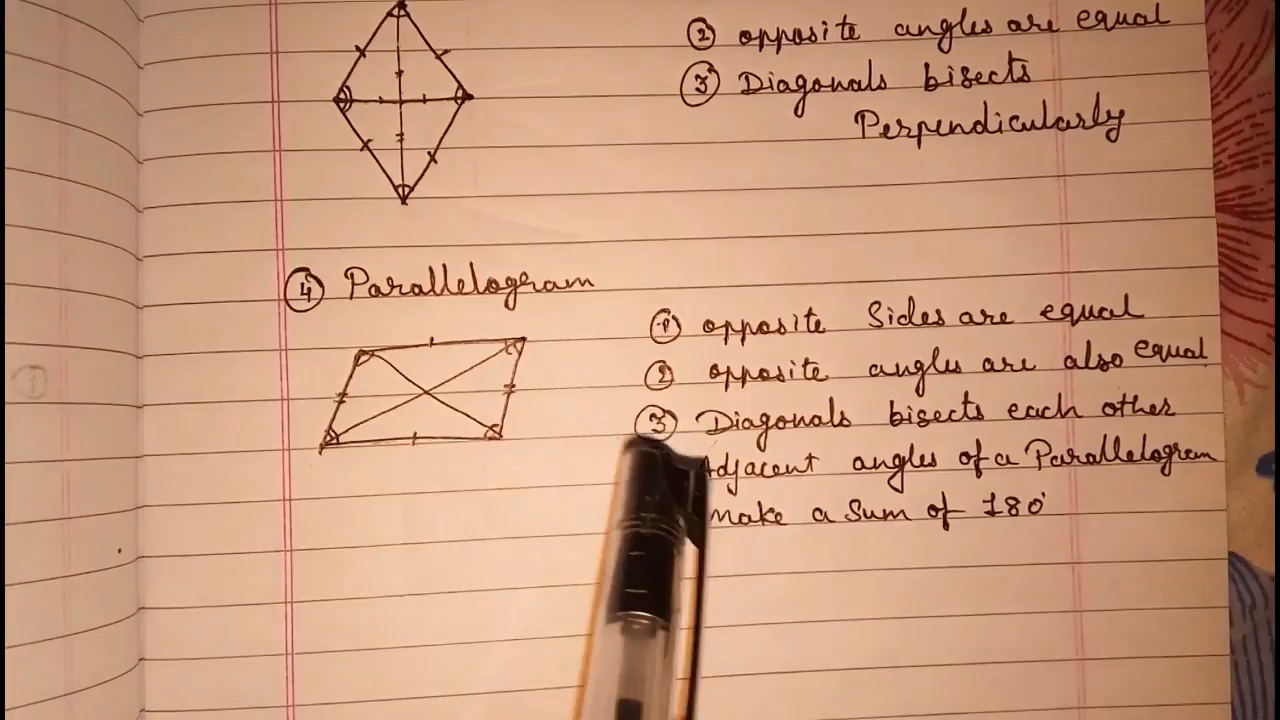 ② opposite angles are equal
③ Diagonals bisects
Perpendicularly
④ Parallelogram
① opposite Sides are equal
② opposite angles are also equal
③ Diagonals bisects each other
Adjacent angles of a Parallelogram
make a Sum of 180°